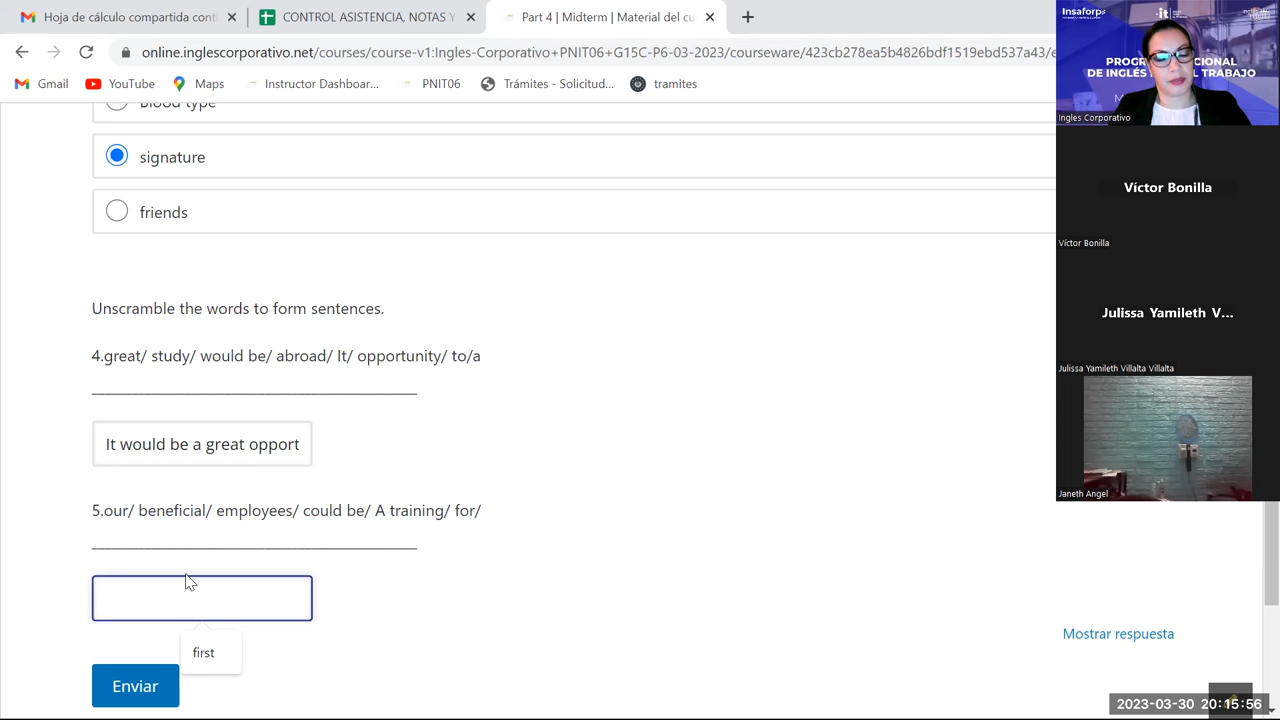 Hoja de cálculo compartida cont
CONTROL ASISTENCIA Y NOTAS - V
Part 4 | Midterm | Material del cu
online.inglescorporativo.net/courses/course-v1:Ingles-Corporativo+PNIT06+G15C-P6-03-2023/courseware/423cb278ea5b4826bdf1519ebd537a43/e
Gmail
YouTube
Maps
Instructor Dashboar...
PNIT06
Trámites - Solicitud...
tramites
Blood type
signature
friends
Unscramble the words to form sentences.
4.great/ study/ would be/ abroad/ It/ opportunity/ to/a
It would be a great opport
5.our/ beneficial/ employees/ could be/ A training/ for/
first
Enviar
Mostrar respuesta
Insaforp
Ingles Corporativo
Víctor Bonilla
Víctor Bonilla
Julissa Yamileth V...
Julissa Yamileth Villalta Villalta
Janeth Angel
2023-03-30 20:15:56